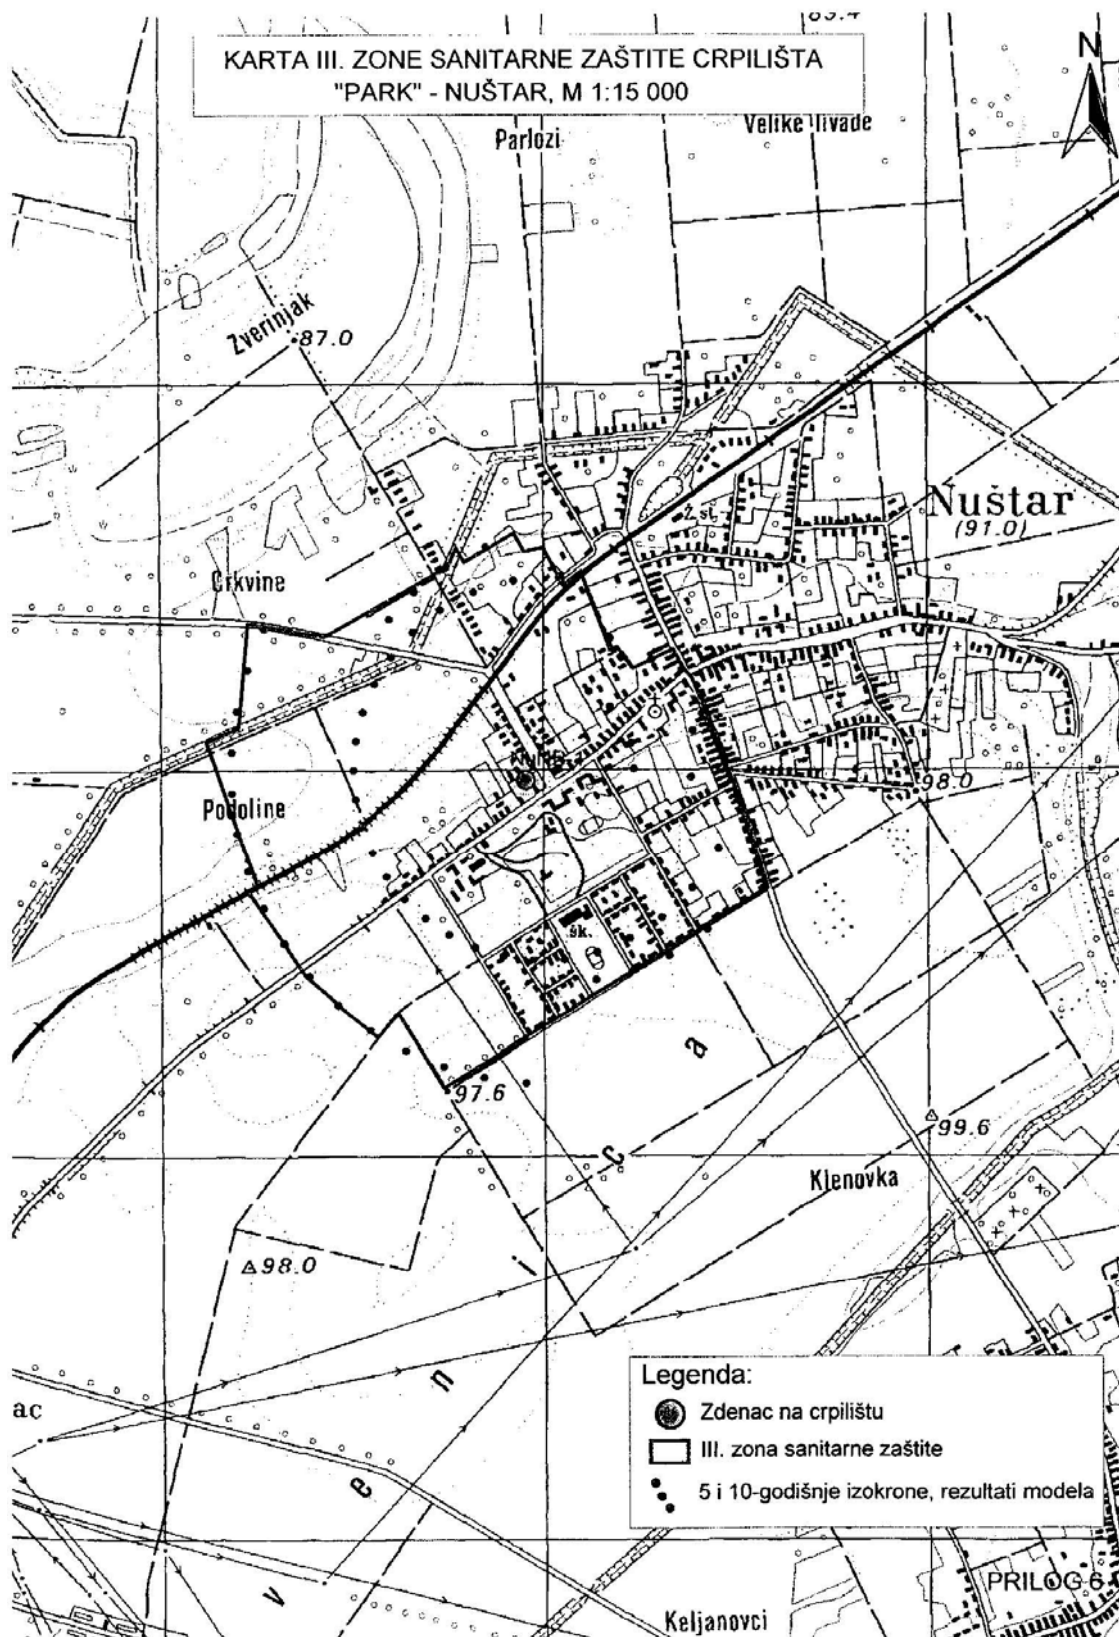 83.4
KARTA III. ZONE SANITARNE ZAŠTITE CRPILIŠTA
"PARK" - NUŠTAR, M 1:15 000
N
Parlozi
Velike livade
Zverinjak
87.0
Nuštar
(91.0)
Ž.st.
Crkvine
Podoline
98.0
šk.
a
97.6
c
99.6
Klenovka
i
98.0
n
ac
e
v
Legenda:
Zdenac na crpilištu
III. zona sanitarne zaštite
5 i 10-godišnje izokrone, rezultati modela
PRILOG 6
Keljanovci